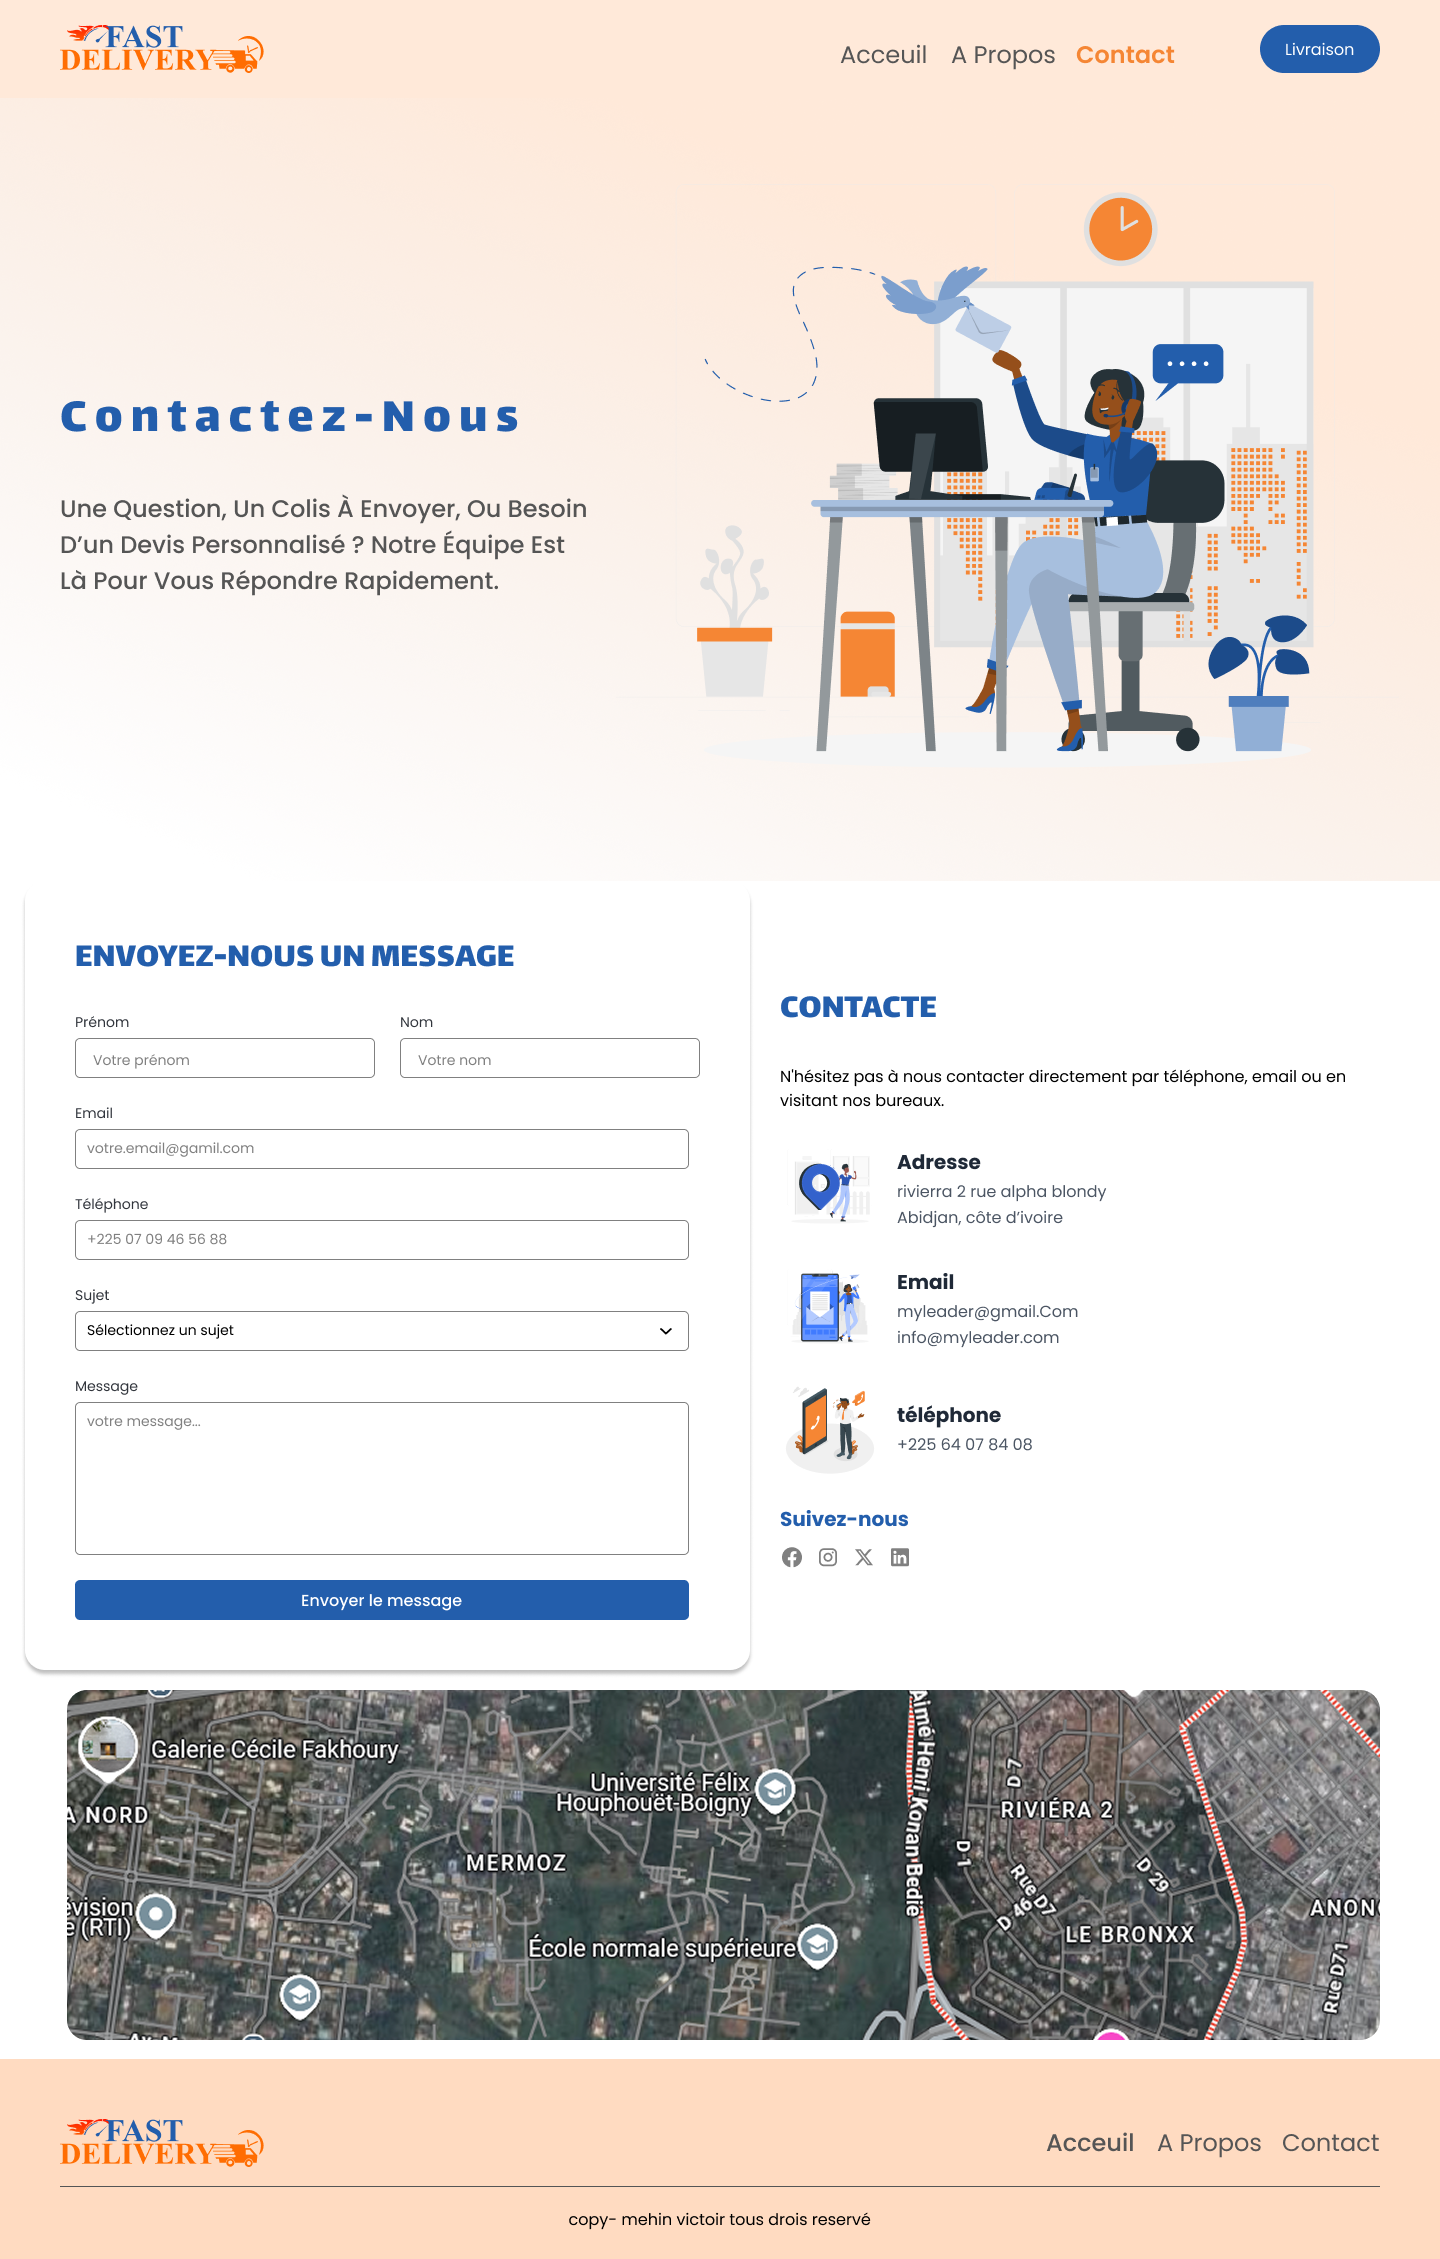 FAST
DELIVERY
Acceuil A Propos Contact
Livraison
Contactez-Nous
Une Question, Un Colis À Envoyer, Ou Besoin
D’un Devis Personnalisé ? Notre Équipe Est
Là Pour Vous Répondre Rapidement.
ENVOYEZ-NOUS UN MESSAGE
Prénom
Votre prénom
Nom
Votre nom
Email
votre.email@gamil.com
Téléphone
+225 07 09 46 56 88
Sujet
Sélectionnez un sujet
Message
votre message...
Envoyer le message
CONTACTE
N'hésitez pas à nous contacter directement par téléphone, email ou en
visitant nos bureaux.
Adresse
rivierra 2 rue alpha blondy
Abidjan, côte d’ivoire
Email
myleader@gmail.Com
info@myleader.com
téléphone
+225 64 07 84 08
Suivez-nous
Galerie Cécile Fakhoury
A NORD
Université Félix
Houphouët-Boigny
MERMOZ
évision
e (RTI)
École normale supérieure
Aimé Henri Konan Bedie
D 7
RIVIÉRA 2
D 1
Rue D7
D 46
D 29
LE BRONXX
ANON
Rue D71
FAST
DELIVERY
Acceuil A Propos Contact
copy- mehin victoir tous drois reservé